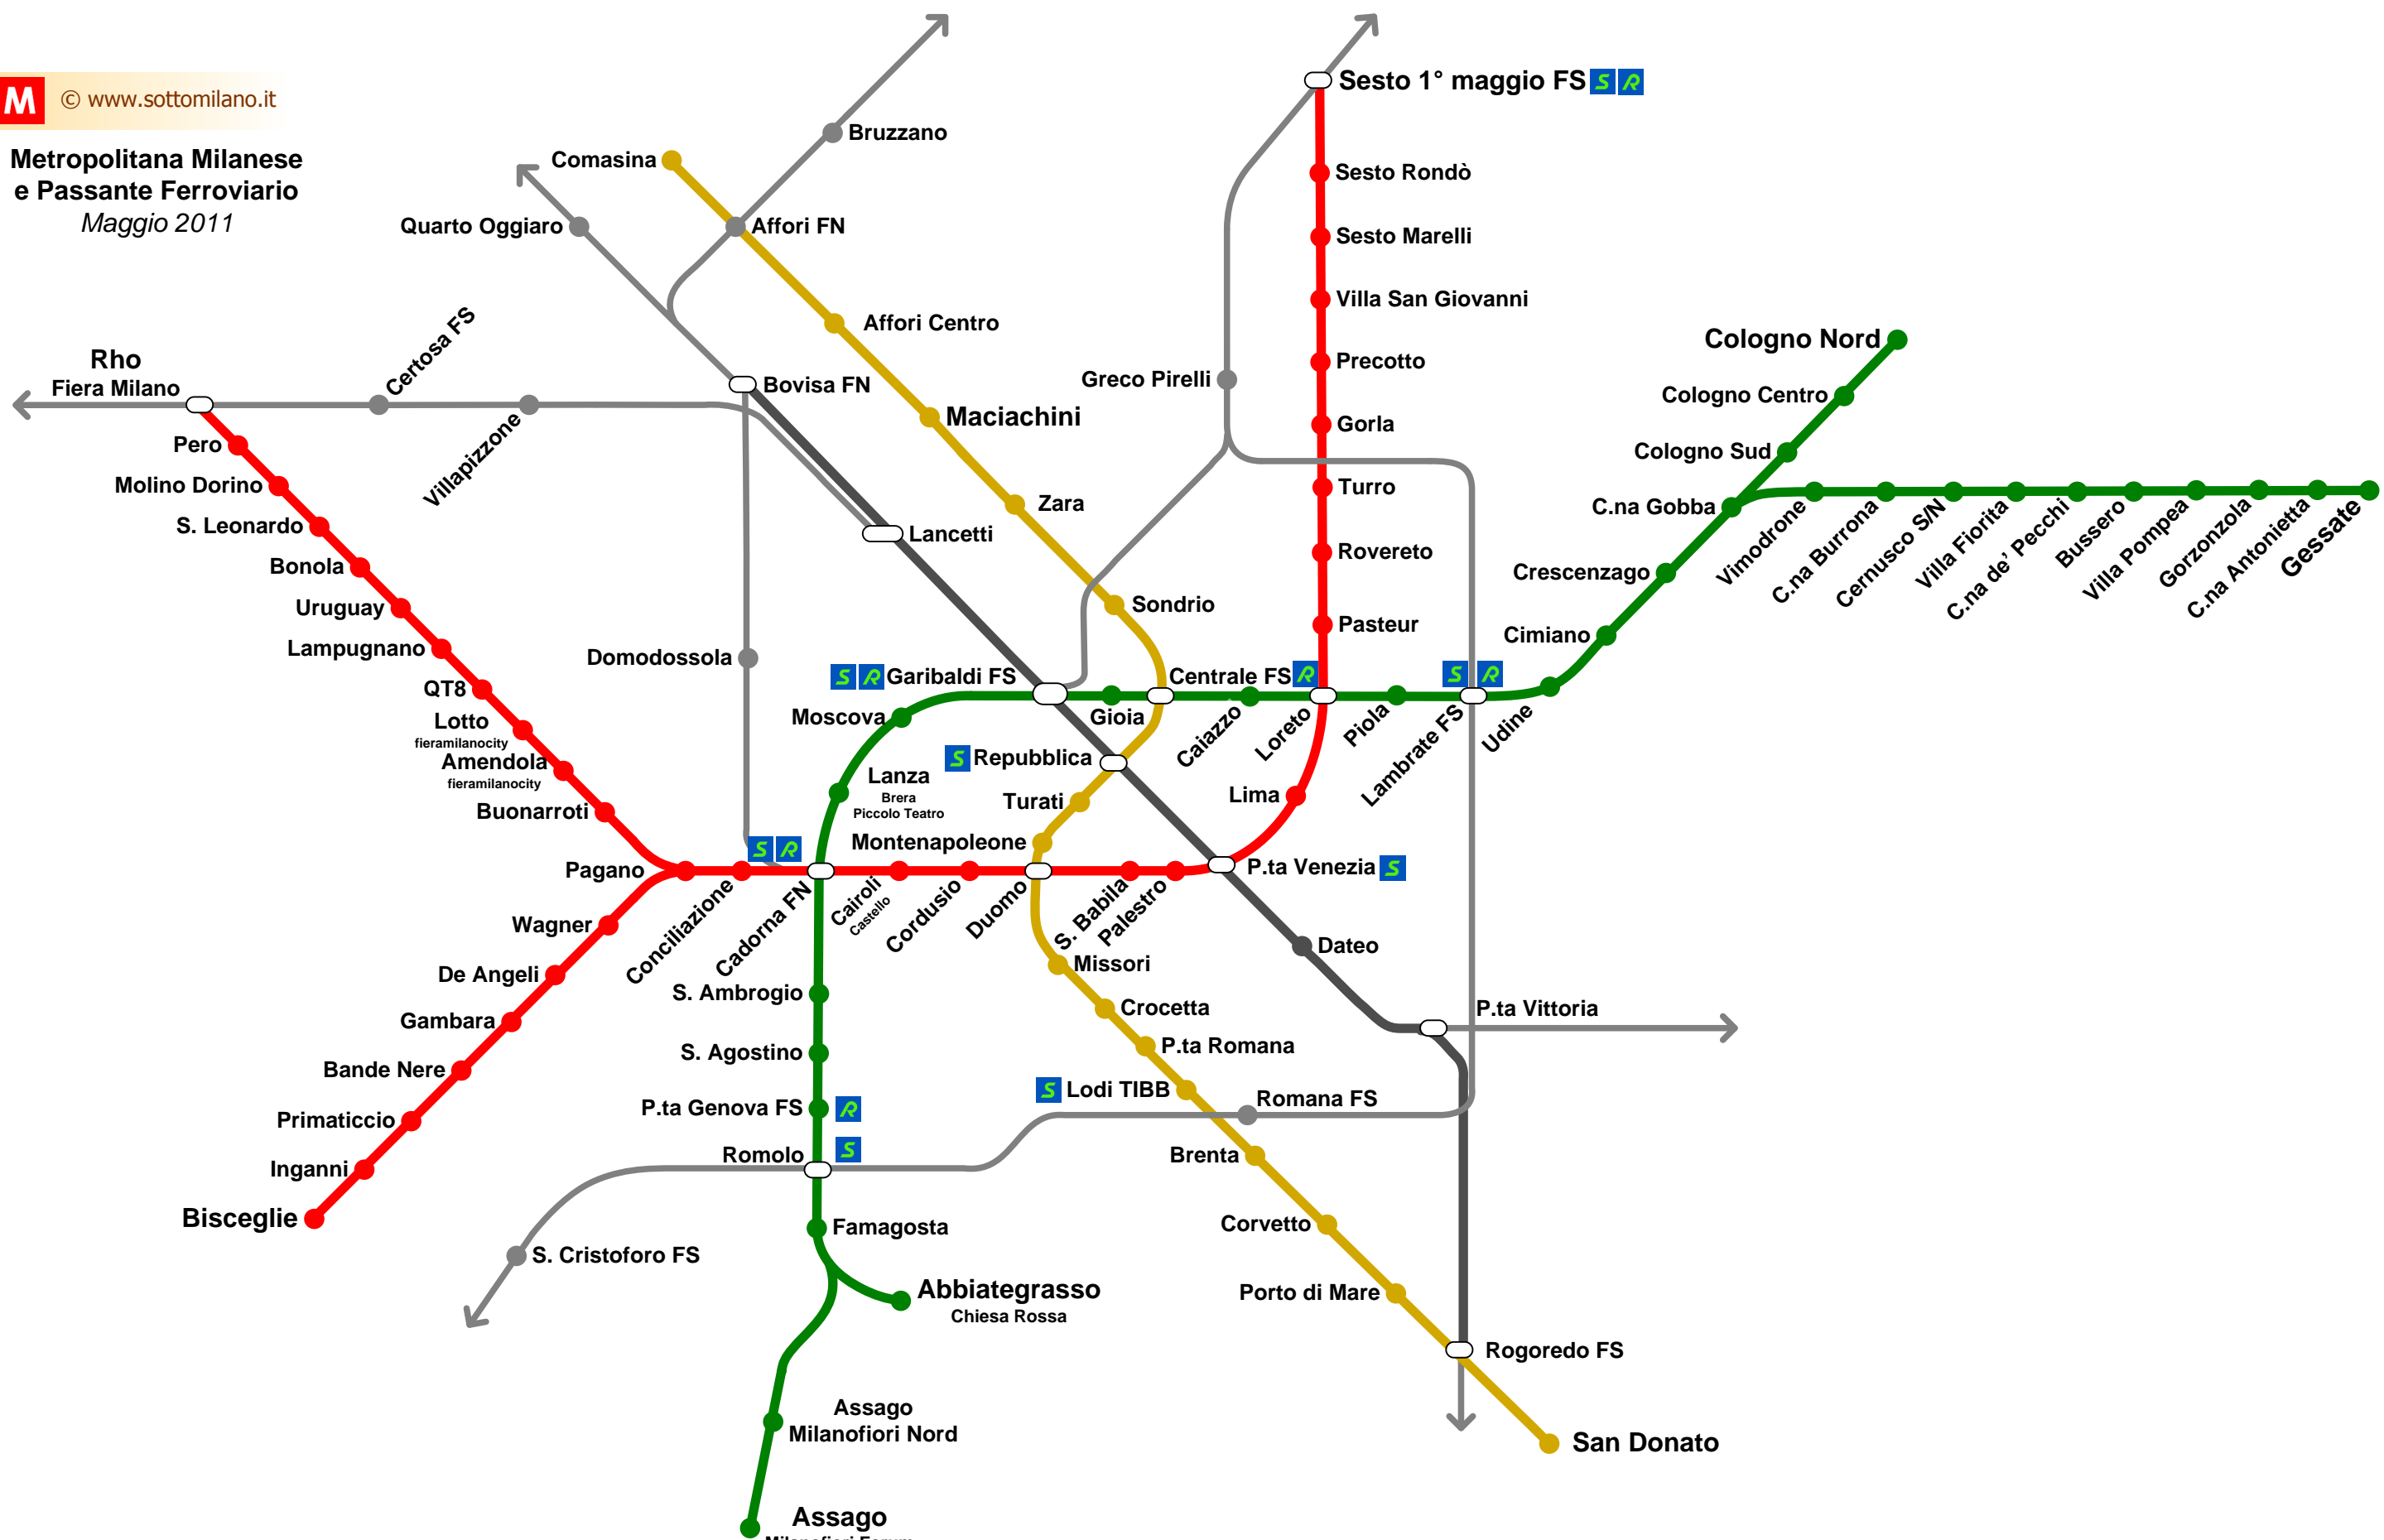 M
© www.sottomilano.it
Metropolitana Milanese
e Passante Ferroviario
Maggio 2011
Sesto 1° maggio FS S R
Bruzzano
Comasina
Sesto Rondò
Quarto Oggiaro
Affori FN
Sesto Marelli
Villa San Giovanni
Affori Centro
Certosa FS
Cologno Nord
Rho
Fiera Milano
Precotto
Greco Pirelli
Bovisa FN
Cologno Centro
Maciachini
Gorla
Villapizzone
Pero
Cologno Sud
Molino Dorino
Turro
Zara
C.na Gobba
S. Leonardo
Lancetti
Vimodrone
C.na Burrona
Cernusco S/N
Villa Fiorita
C.na de’ Pecchi
Bussero
Villa Pompea
Gorzonzola
C.na Antonietta
Gessate
Rovereto
Bonola
Crescenzago
Uruguay
Sondrio
Pasteur
Cimiano
Lampugnano
Domodossola
S R Garibaldi FS
Centrale FS R
S R
QT8
Moscova
Gioia
Caiazzo
Loreto
Piola
Lambrate FS
Udine
Lotto
fieramilanocity
Amendola
fieramilanocity
S Repubblica
Lanza
Brera
Piccolo Teatro
Turati
Lima
Buonarroti
Montenapoleone
S R
Pagano
P.ta Venezia S
Conciliazione
Cadorna FN
Cairoli
Castello
Cordusio
Duomo
S. Babila
Palestro
Wagner
Dateo
De Angeli
Missori
S. Ambrogio
Crocetta
P.ta Vittoria
Gambara
S. Agostino
P.ta Romana
Bande Nere
S Lodi TIBB
Romana FS
P.ta Genova FS R
Primaticcio
Romolo S
Brenta
Inganni
Bisceglie
Famagosta
Corvetto
S. Cristoforo FS
Abbiategrasso
Chiesa Rossa
Porto di Mare
Rogoredo FS
Assago
Milanofiori Nord
San Donato
Assago
Milanofiori Forum